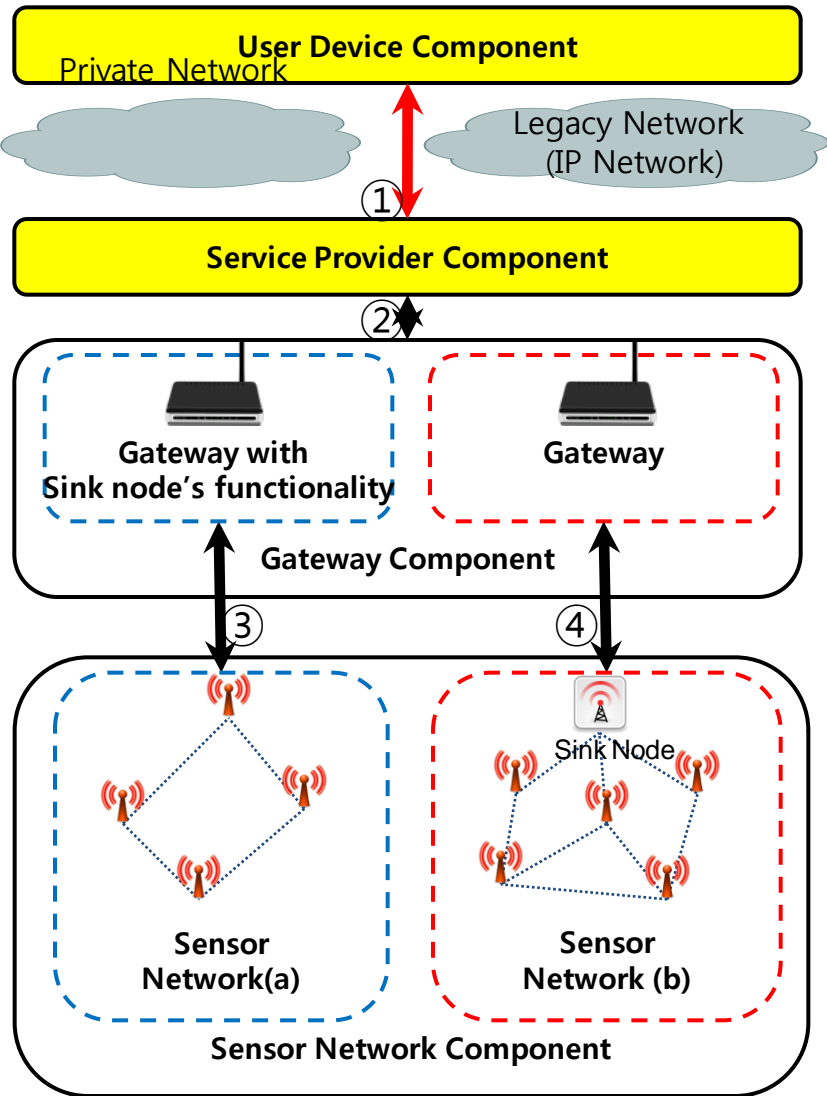 User Device Component
Private Network
Legacy Network
(IP Network)
①
Service Provider Component
②
Gateway with
Sink node's functionality
Gateway
Gateway Component
③
④
Sink Node
Sensor
Network(a)
Sensor
Network (b)
Sensor Network Component